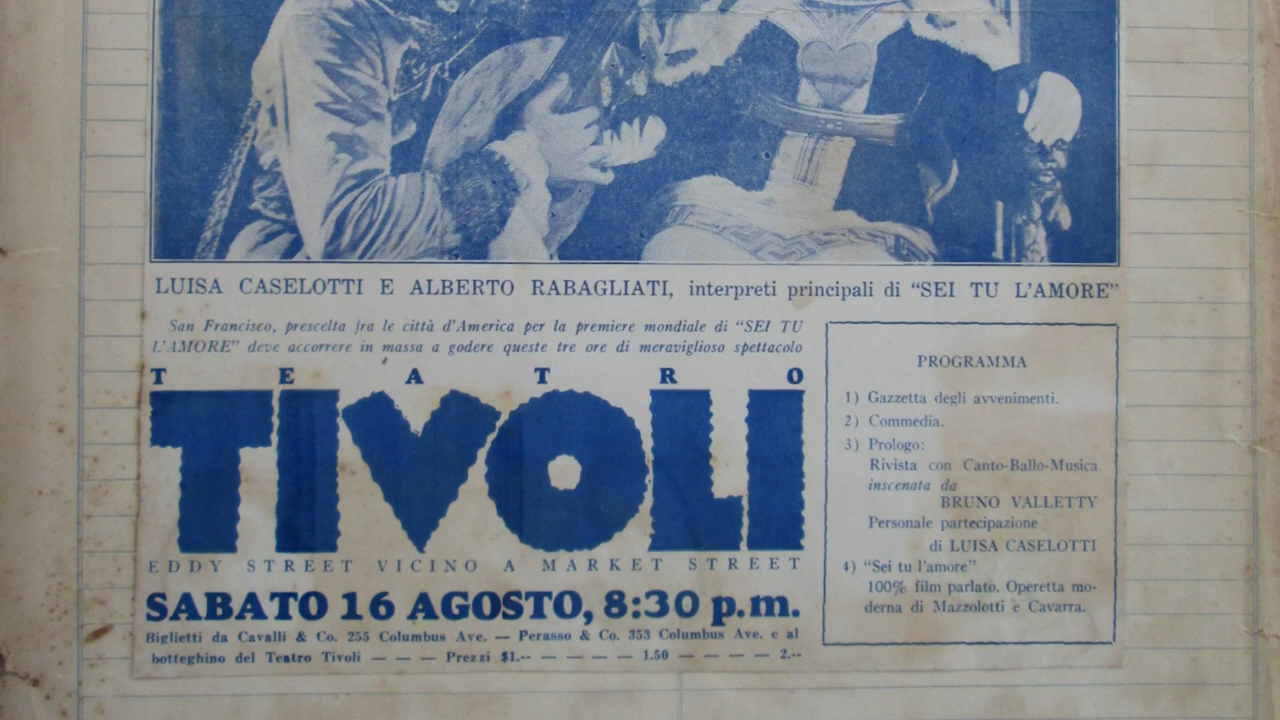 LUISA CASELOTTI E ALBERTO RABAGLIATI, interpreti principali di "SEI TU L'AMORE"
San Francisco, prescelta fra le città d'America per la premiere mondiale di "SEI TU
L'AMORE" deve accorrere in massa a godere queste tre ore di meraviglioso spettacolo
TEATRO
TIVOLI
EDDY STREET VICINO A MARKET STREET
SABATO 16 AGOSTO, 8:30 p.m.
Biglietti da Cavalli & Co. 255 Columbus Ave. — Perasso & Co. 353 Columbus Ave. e al
botteghino del Teatro Tivoli — — — Prezzi $1.-- — — — — 1.50 — — — — 2.--
PROGRAMMA
1) Gazzetta degli avvenimenti.
2) Commedia.
3) Prologo:
Rivista con Canto-Ballo-Musica
inscenata da
BRUNO VALLETTY
Personale partecipazione
di LUISA CASELOTTI
4) "Sei tu l'amore"
100% film parlato. Operetta mo-
derna di Mazzolotti e Cavarra.